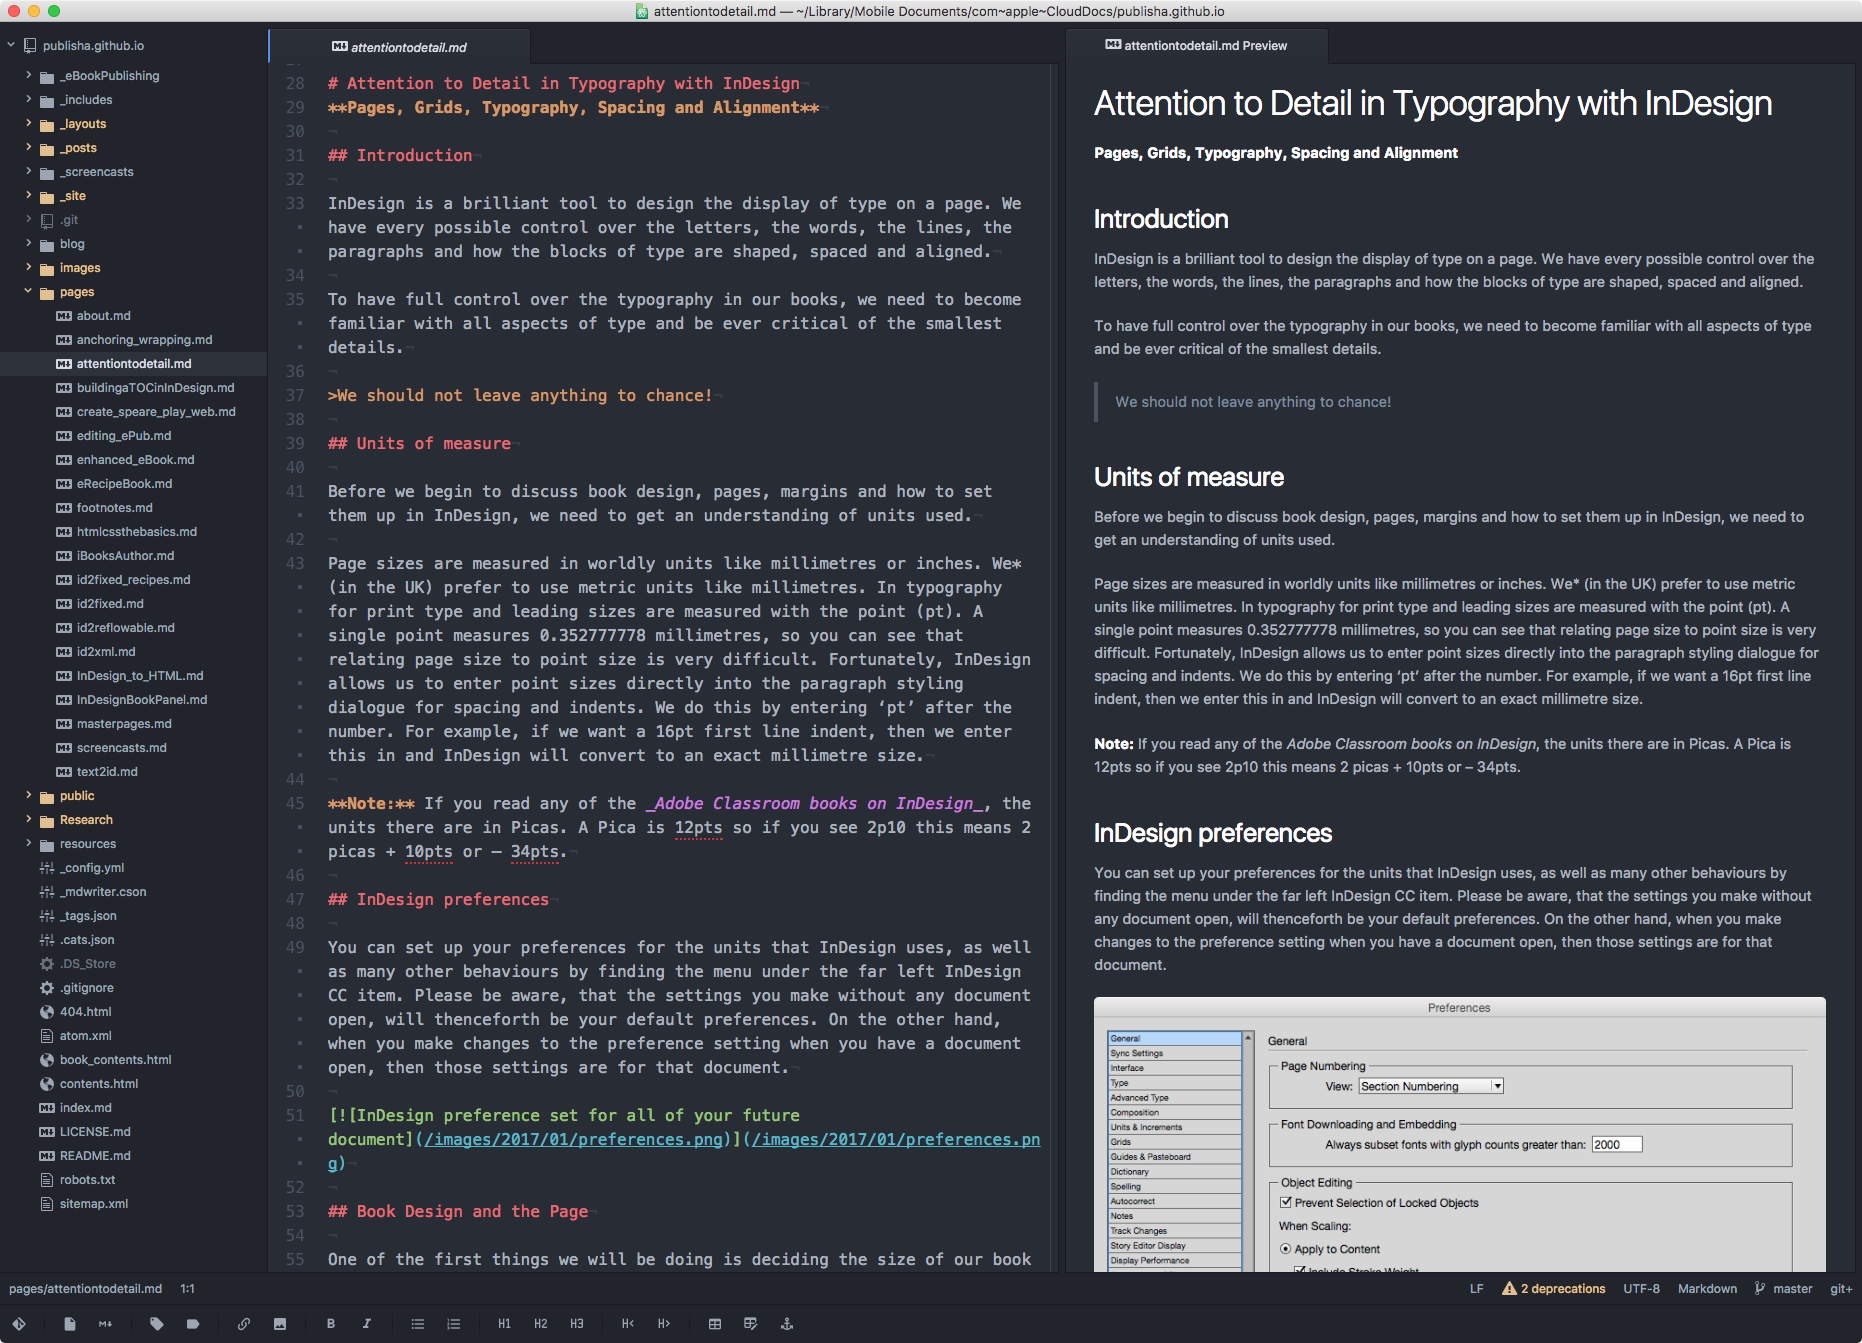 attentiontodetail.md — ~/Library/Mobile Documents/com~apple~CloudDocs/publisha.github.io
publisha.github.io
_eBookPublishing
_includes
_layouts
_posts
_screencasts
_site
.git
blog
images
pages
about.md
anchoring_wrapping.md
attentiontodetail.md
buildingaTOCinInDesign.md
create_speare_play_web.md
editing_ePub.md
enhanced_eBook.md
eRecipeBook.md
footnotes.md
htmlcssthebasics.md
iBooksAuthor.md
id2fixed_recipes.md
id2fixed.md
id2reflowable.md
id2xml.md
InDesign_to_HTML.md
InDesignBookPanel.md
masterpages.md
screencasts.md
text2id.md
public
Research
resources
_config.yml
_mdwriter.cson
_tags.json
.cats.json
.DS_Store
.gitignore
404.html
atom.xml
book_contents.html
contents.html
index.md
LICENSE.md
README.md
robots.txt
sitemap.xml
attentiontodetail.md
28 # Attention to Detail in Typography with InDesign
29 **Pages, Grids, Typography, Spacing and Alignment**
30
31 ## Introduction
32
33 InDesign is a brilliant tool to design the display of type on a page. We
have every possible control over the letters, the words, the lines, the
paragraphs and how the blocks of type are shaped, spaced and aligned.
34
35 To have full control over the typography in our books, we need to become
familiar with all aspects of type and be ever critical of the smallest
details.
36
37 >We should not leave anything to chance!
38
39 ## Units of measure
40
41 Before we begin to discuss book design, pages, margins and how to set
them up in InDesign, we need to get an understanding of units used.
42
43 Page sizes are measured in worldly units like millimetres or inches. We*
(in the UK) prefer to use metric units like millimetres. In typography
for print type and leading sizes are measured with the point (pt). A
single point measures 0.352777778 millimetres, so you can see that
relating page size to point size is very difficult. Fortunately, InDesign
allows us to enter point sizes directly into the paragraph styling
dialogue for spacing and indents. We do this by entering ‘pt’ after the
number. For example, if we want a 16pt first line indent, then we enter
this in and InDesign will convert to an exact millimetre size.
44
45 **Note:** If you read any of the _Adobe Classroom books on InDesign_, the
units there are in Picas. A Pica is 12pts so if you see 2p10 this means 2
picas + 10pts or – 34pts.
46
47 ## InDesign preferences
48
49 You can set up your preferences for the units that InDesign uses, as well
as many other behaviours by finding the menu under the far left InDesign
CC item. Please be aware, that the settings you make without any document
open, will thenceforth be your default preferences. On the other hand,
when you make changes to the preference setting when you have a document
open, then those settings are for that document.
50
51 [![InDesign preference set for all of your future
document](/images/2017/01/preferences.png)](/images/2017/01/preferences.pn
g)
52
53 ## Book Design and the Page
54
55 One of the first things we will be doing is deciding the size of our book
attentiontodetail.md Preview
Attention to Detail in Typography with InDesign
Pages, Grids, Typography, Spacing and Alignment
Introduction
InDesign is a brilliant tool to design the display of type on a page. We have every possible control over the
letters, the words, the lines, the paragraphs and how the blocks of type are shaped, spaced and aligned.
To have full control over the typography in our books, we need to become familiar with all aspects of type
and be ever critical of the smallest details.
We should not leave anything to chance!
Units of measure
Before we begin to discuss book design, pages, margins and how to set them up in InDesign, we need to
get an understanding of units used.
Page sizes are measured in worldly units like millimetres or inches. We* (in the UK) prefer to use metric
units like millimetres. In typography for print type and leading sizes are measured with the point (pt). A
single point measures 0.352777778 millimetres, so you can see that relating page size to point size is very
difficult. Fortunately, InDesign allows us to enter point sizes directly into the paragraph styling dialogue for
spacing and indents. We do this by entering ‘pt’ after the number. For example, if we want a 16pt first line
indent, then we enter this in and InDesign will convert to an exact millimetre size.
Note: If you read any of the Adobe Classroom books on InDesign, the units there are in Picas. A Pica is
12pts so if you see 2p10 this means 2 picas + 10pts or – 34pts.
InDesign preferences
You can set up your preferences for the units that InDesign uses, as well as many other behaviours by
finding the menu under the far left InDesign CC item. Please be aware, that the settings you make without
any document open, will thenceforth be your default preferences. On the other hand, when you make
changes to the preference setting when you have a document open, then those settings are for that
document.
Preferences
General
Sync Settings
Interface
Type
Advanced Type
Composition
Units & Increments
Grids
Guides & Pasteboard
Dictionary
Spelling
Autocorrect
Notes
Track Changes
Story Editor Display
Display Performance
General
Page Numbering
View: Section Numbering
Font Downloading and Embedding
Always subset fonts with glyph counts greater than: 2000
Object Editing
Prevent Selection of Locked Objects
When Scaling:
Apply to Content
Include Stroke Weight
pages/attentiontodetail.md 1:1
LF 2 deprecations UTF-8 Markdown master git+
M+ B I H1 H2 H3 H< H>